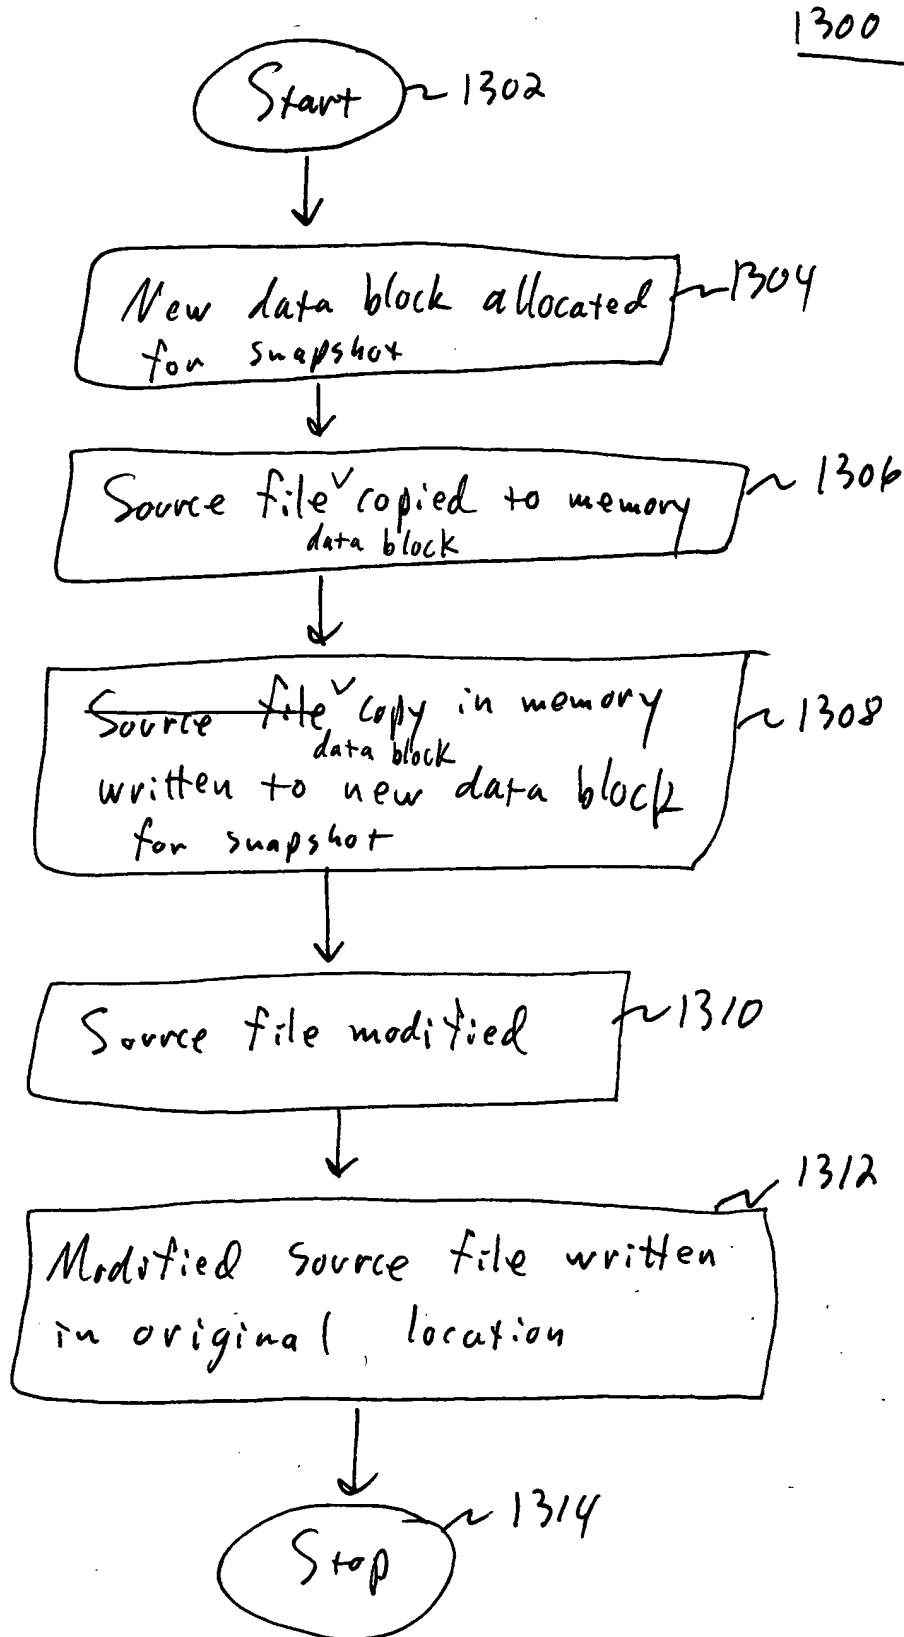 1300
Start 1302
New data block allocated 1304
for snapshot
Source file ✓ copied to memory 1306
data block
Source file ✓ copy in memory 1308
data block
written to new data block
for snapshot
Source file modified 1310
Modified source file written 1312
in original location
Stop 1314